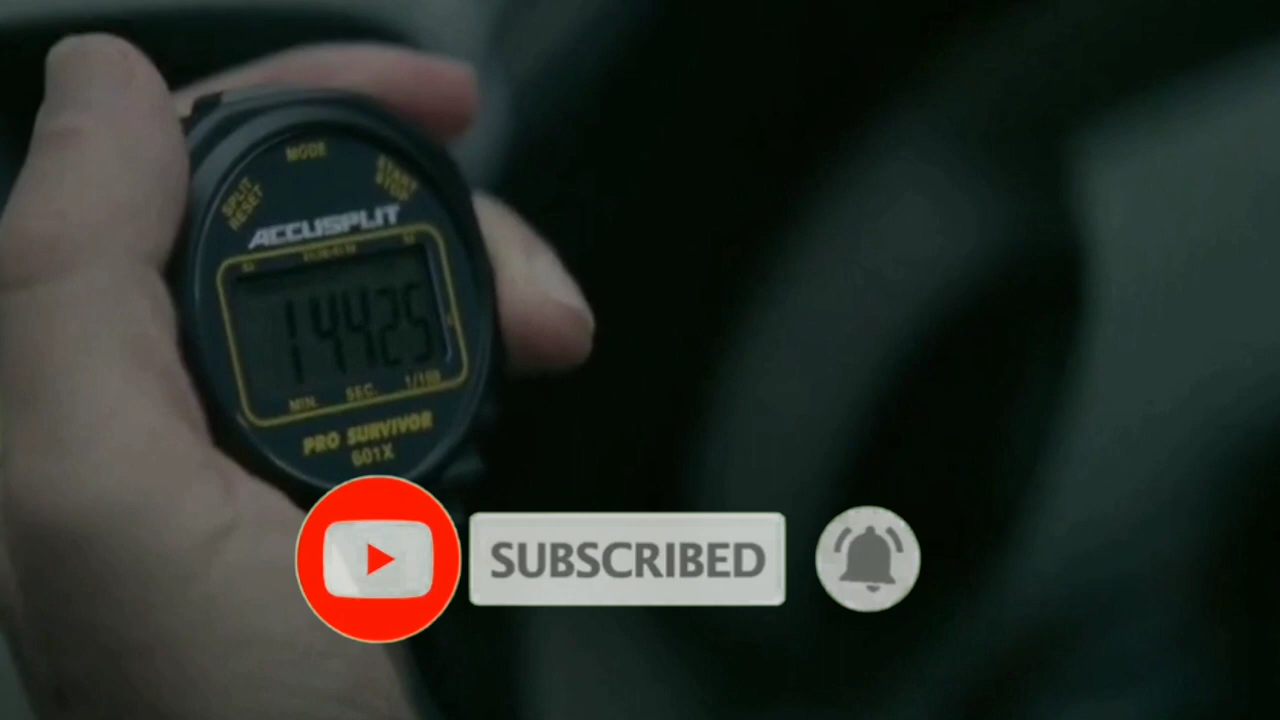 MODE
START
STOP
SPLIT
RESET
ACCUSPLIT
14425
MIN. SEC. 1/100
PRO SURVIVOR
601X
SUBSCRIBED